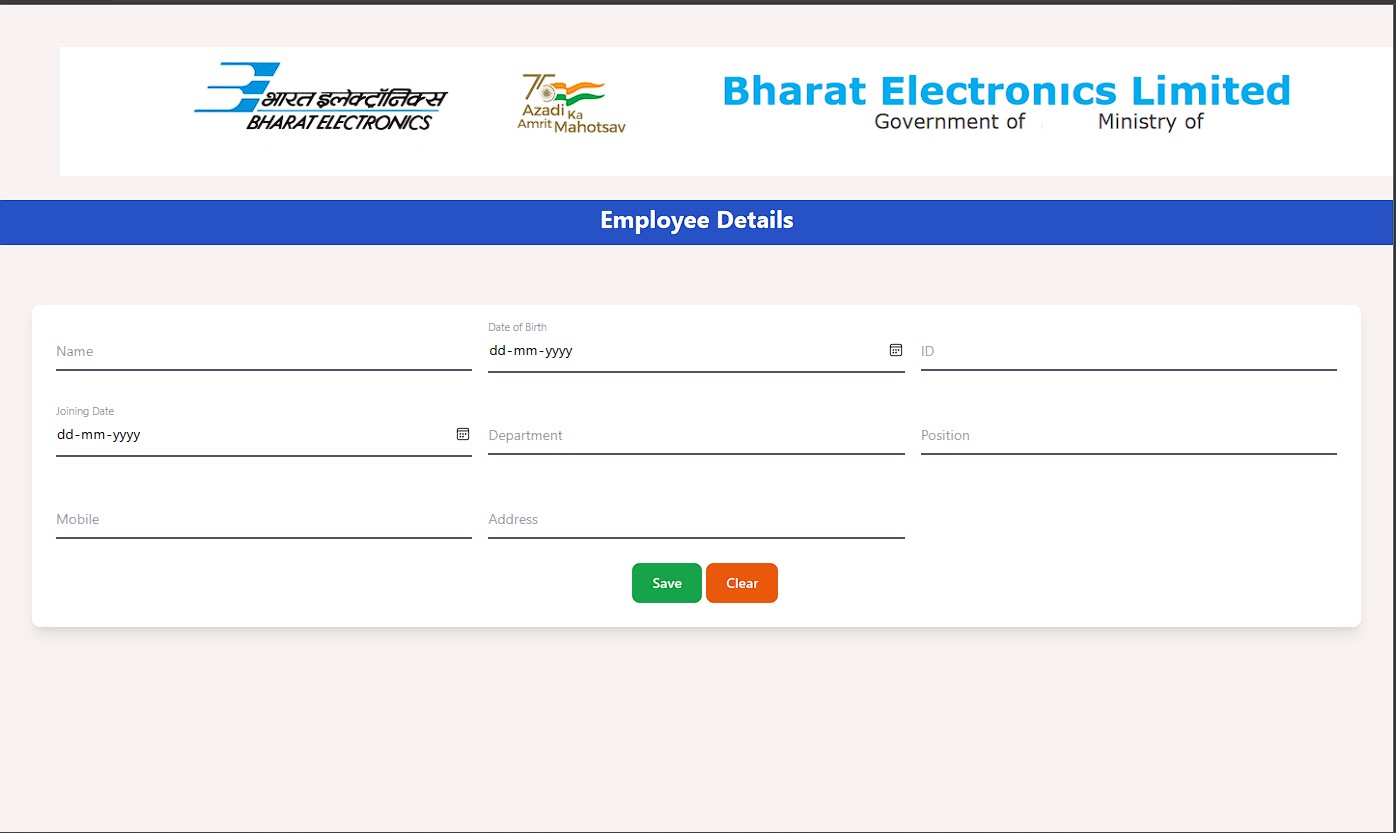 भारत इलेक्ट्रॉनिक्स
BHARAT ELECTRONICS
75
Azadi Ka
Amrit Mahotsav
Bharat Electronics Limited
Government of Ministry of
Employee Details
Name
Date of Birth
dd-mm-yyyy
ID
Joining Date
dd-mm-yyyy
Department
Position
Mobile
Address
Save Clear